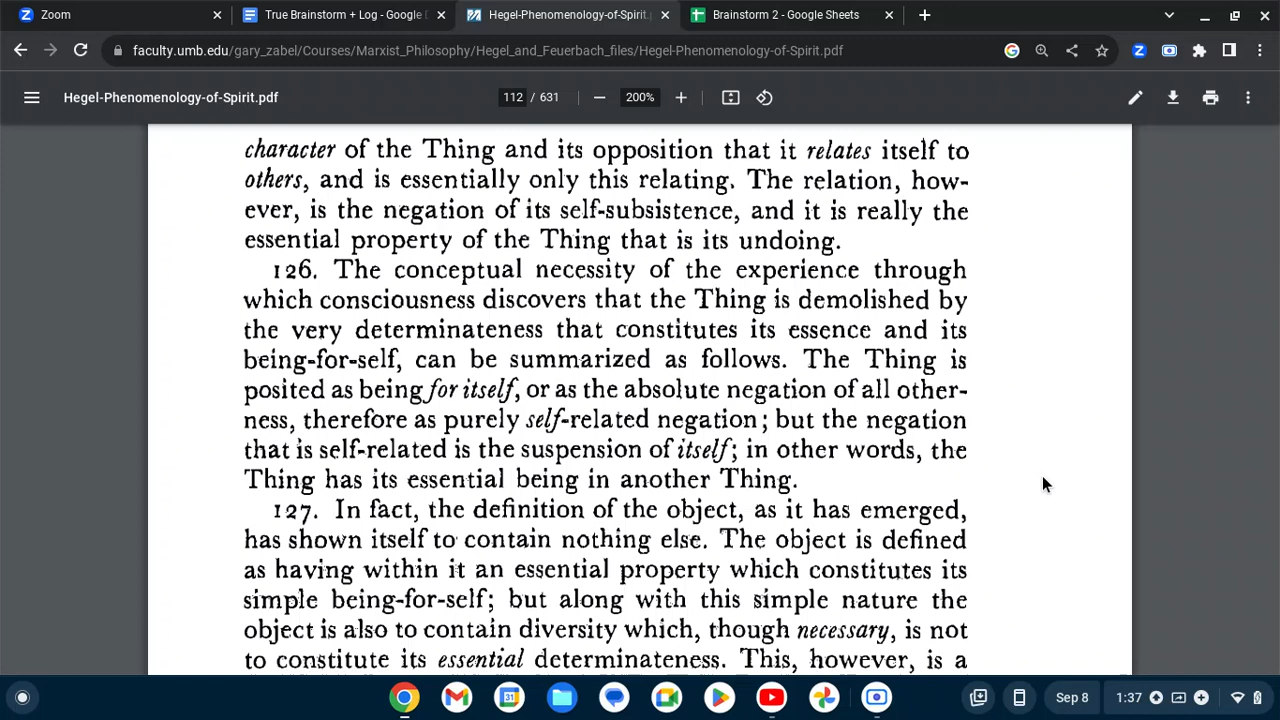 Zoom
True Brainstorm + Log - Google D
Hegel-Phenomenology-of-Spirit.p
Brainstorm 2 - Google Sheets
faculty.umb.edu/gary_zabel/Courses/Marxist_Philosophy/Hegel_and_Feuerbach_files/Hegel-Phenomenology-of-Spirit.pdf
Hegel-Phenomenology-of-Spirit.pdf
112 / 631
200%
character of the Thing and its opposition that it relates itself to
others, and is essentially only this relating. The relation, how-
ever, is the negation of its self-subsistence, and it is really the
essential property of the Thing that is its undoing.
126. The conceptual necessity of the experience through
which consciousness discovers that the Thing is demolished by
the very determinateness that constitutes its essence and its
being-for-self, can be summarized as follows. The Thing is
posited as being for itself, or as the absolute negation of all other-
ness, therefore as purely self-related negation; but the negation
that is self-related is the suspension of itself; in other words, the
Thing has its essential being in another Thing.
127. In fact, the definition of the object, as it has emerged,
has shown itself to contain nothing else. The object is defined
as having within it an essential property which constitutes its
simple being-for-self; but along with this simple nature the
object is also to contain diversity which, though necessary, is not
to constitute its essential determinateness. This, however, is a
Sep 8
1:37